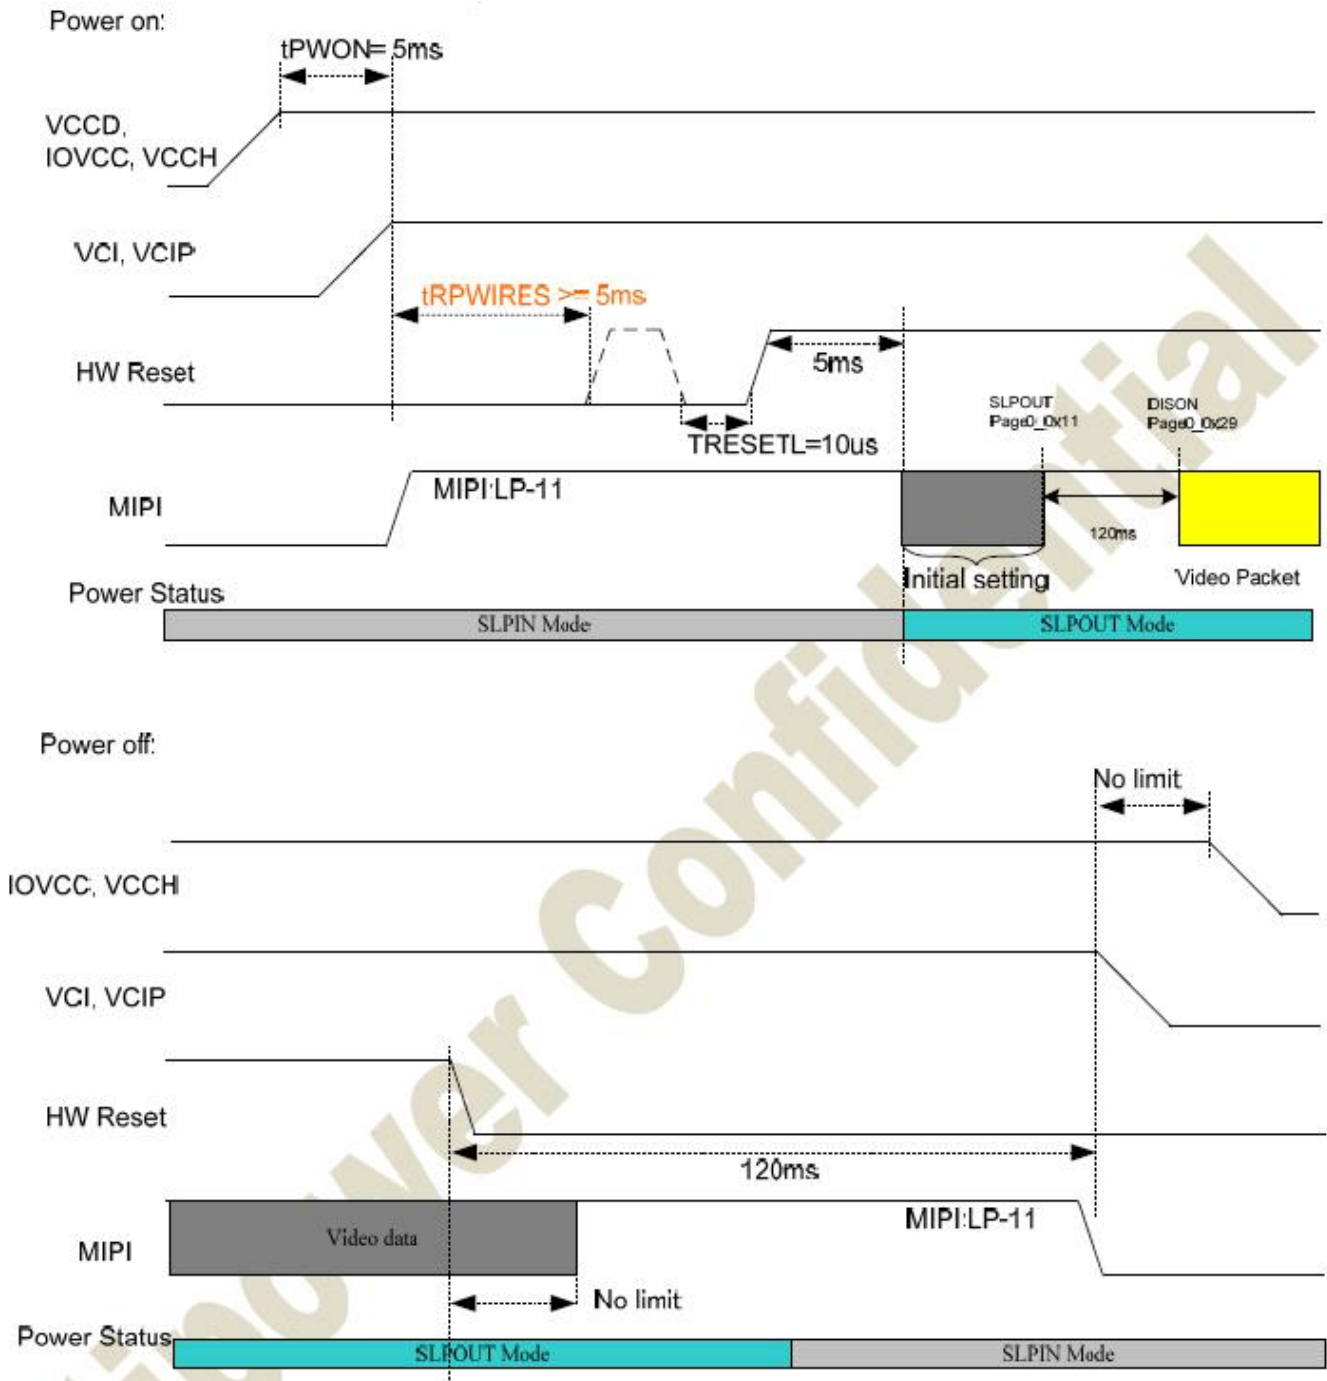 Power on:
tPWON= 5ms
VCCD,
IOVCC, VCCH
VCI, VCIP
tRPWIRES >= 5ms
HW Reset
5ms
SLPOUT
Page0_0x11
DISON
Page0_0x29
TRESETL=10us
MIPI:LP-11
MIPI
120ms
Initial setting
Video Packet
Power Status
SLPIN Mode
SLPOUT Mode
Power off:
No limit
IOVCC, VCCH
VCI, VCIP
HW Reset
120ms
MIPI:LP-11
Video data
MIPI
No limit
Power Status
SLPOUT Mode
SLPIN Mode
Confidential